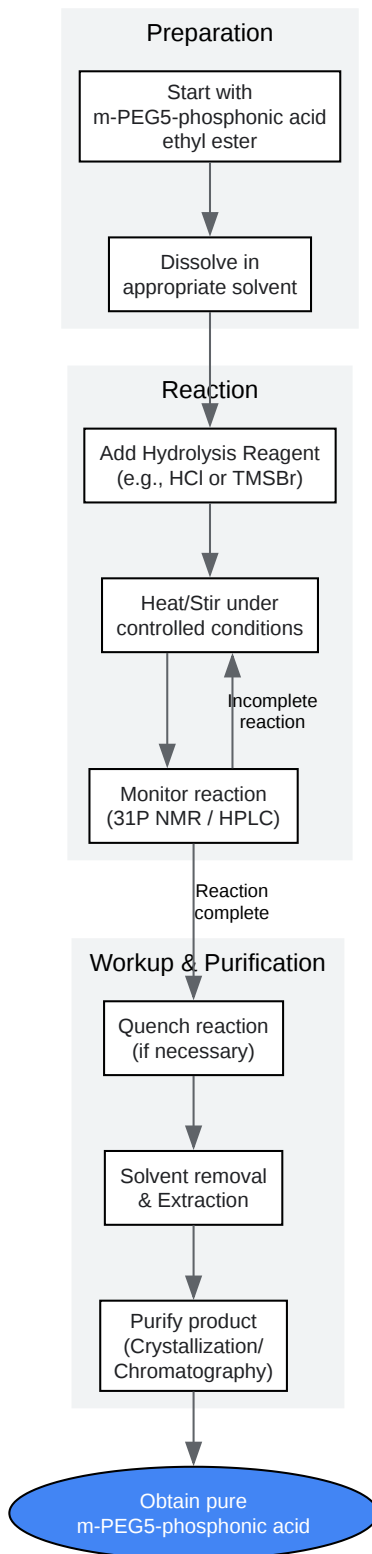 Preparation
Start with
m-PEG5-phosphonic acid
ethyl ester
Dissolve in
appropriate solvent
Reaction
Add Hydrolysis Reagent
(e.g., HCl or TMSBr)
Heat/Stir under
controlled conditions
Incomplete
reaction
Monitor reaction
(31P NMR / HPLC)
Reaction
complete
Workup & Purification
Quench reaction
(if necessary)
Solvent removal
& Extraction
Purify product
(Crystallization/
Chromatography)
Obtain pure
m-PEG5-phosphonic acid